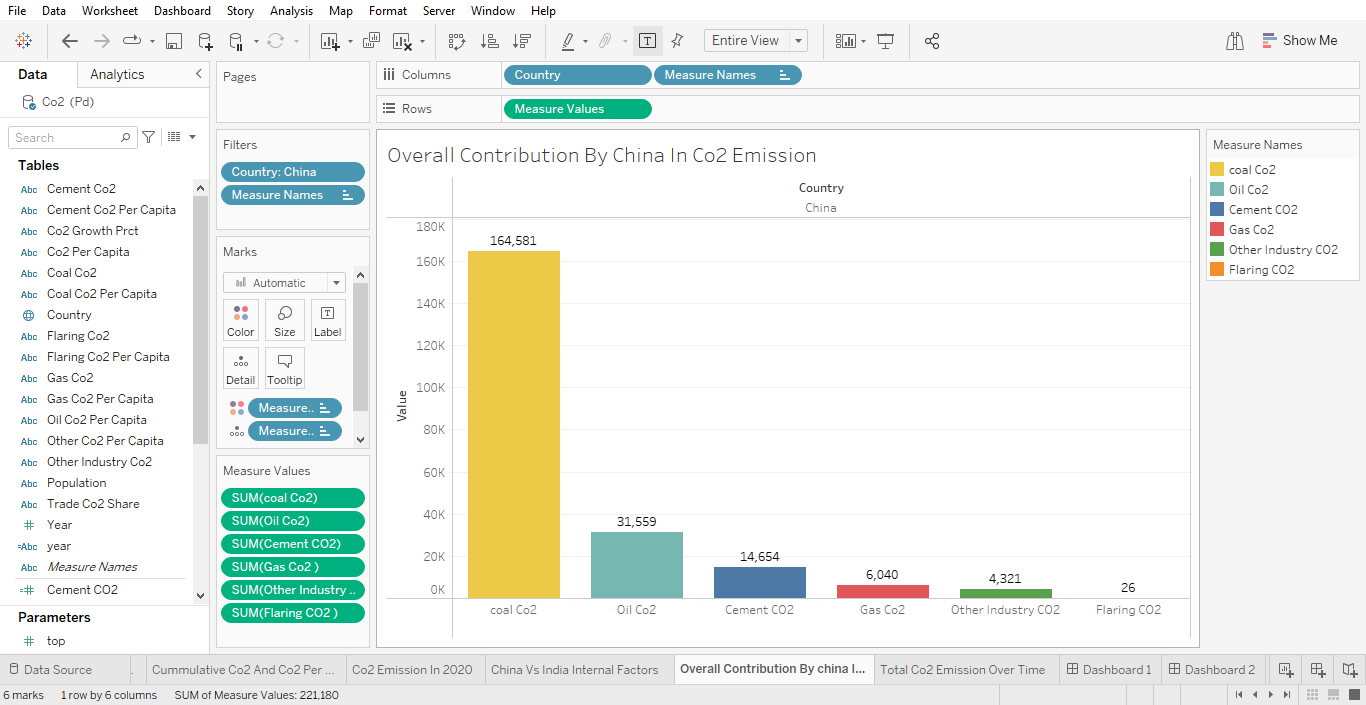 File Data Worksheet Dashboard Story Analysis Map Format Server Window Help
Entire View
Show Me
Data Analytics
Co2 (Pd)
Search
Tables
Abc Cement Co2
Abc Cement Co2 Per Capita
Abc Co2 Growth Prct
Abc Co2 Per Capita
Abc Coal Co2
Abc Coal Co2 Per Capita
Country
Abc Flaring Co2
Abc Flaring Co2 Per Capita
Abc Gas Co2
Abc Gas Co2 Per Capita
Abc Oil Co2 Per Capita
Abc Other Co2 Per Capita
Abc Other Industry Co2
Abc Population
Abc Trade Co2 Share
# Year
=Abc year
Abc Measure Names
=# Cement CO2
Parameters
# top
Pages
Filters
Country: China
Measure Names
Marks
Automatic
Color Size Label
Detail Tooltip
Measure..
Measure..
Measure Values
SUM(coal Co2)
SUM(Oil Co2)
SUM(Cement CO2)
SUM(Gas Co2 )
SUM(Other Industry ..
SUM(Flaring CO2 )
Columns Country Measure Names
Rows Measure Values
Overall Contribution By China In Co2 Emission
Country
China
Value
180K
160K
140K
120K
100K
80K
60K
40K
20K
0K
164,581
31,559
14,654
6,040
4,321
26
coal Co2 Oil Co2 Cement CO2 Gas Co2 Other Industry CO2 Flaring CO2
Measure Names
coal Co2
Oil Co2
Cement CO2
Gas Co2
Other Industry CO2
Flaring CO2
Data Source . Cummulative Co2 And Co2 Per ... Co2 Emission In 2020 China Vs India Internal Factors Overall Contribution By china I... Total Co2 Emission Over Time Dashboard 1 Dashboard 2
6 marks 1 row by 6 columns SUM of Measure Values: 221,180